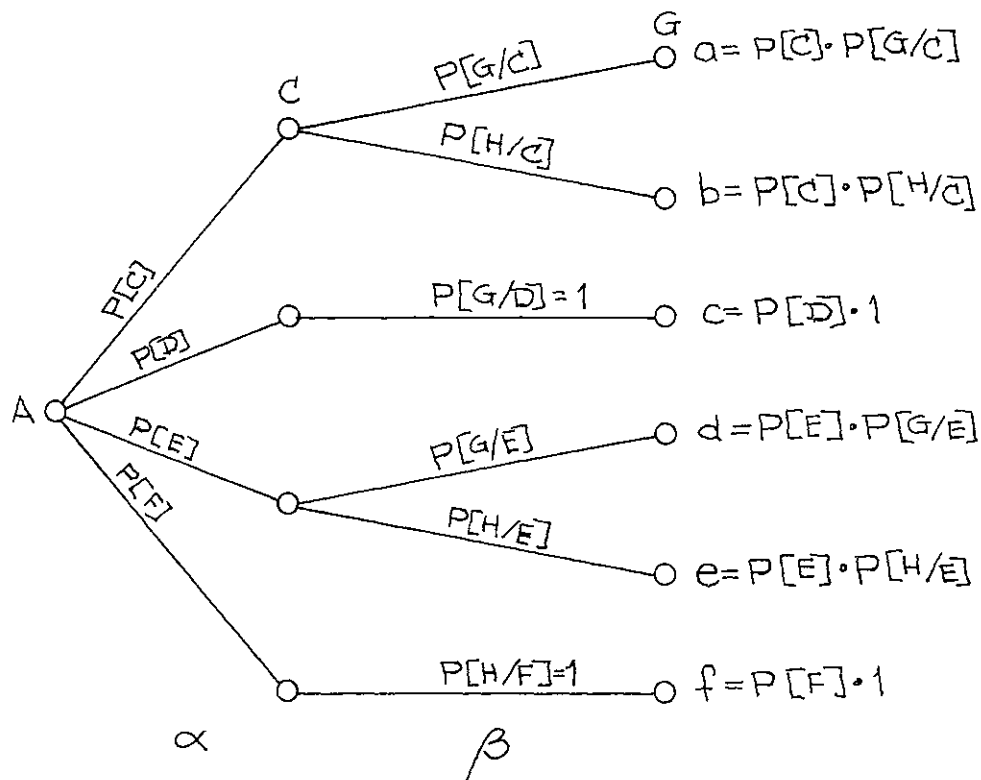 G
a= P[C]·P[G/C]
P[G/C]
C
P[H/C]
b= P[C]·P[H/C]
P[C]
P[G/D]=1
c= P[D]·1
P[D]
A
P[E]
P[G/E]
d=P[E]·P[G/E]
P[F]
P[H/E]
e=P[E]·P[H/E]
P[H/F]=1
f=P[F]·1
α
β